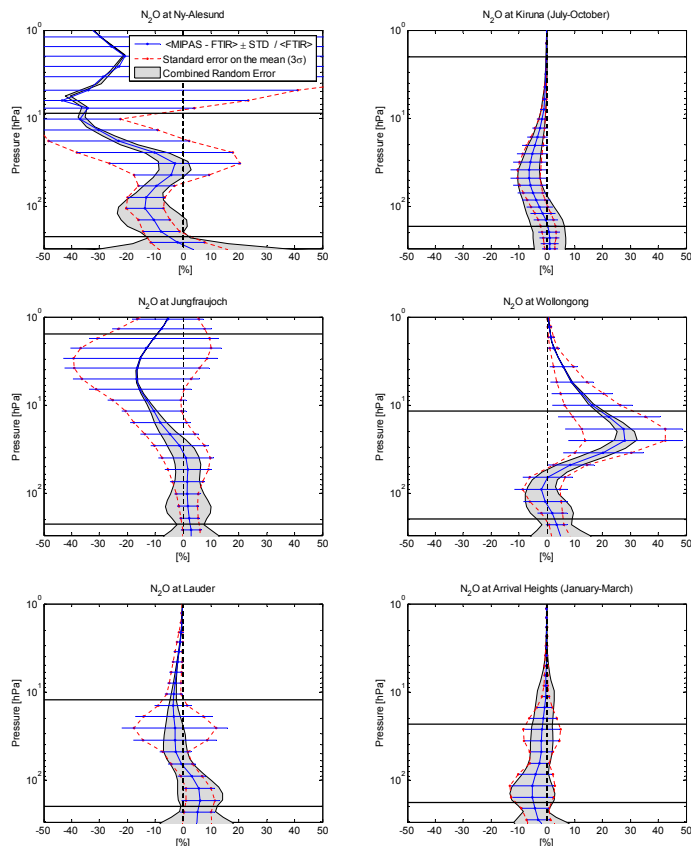 N2O at Ny-Alesund
N2O at Kiruna (July-October)
<MIPAS - FTIR> ± STD / <FTIR>
Standard error on the mean (3σ)
Combined Random Error
Pressure [hPa]
10^0
10^1
10^2
-50 -40 -30 -20 -10 0 10 20 30 40 50
[%]
Pressure [hPa]
10^0
10^1
10^2
-50 -40 -30 -20 -10 0 10 20 30 40 50
[%]
N2O at Jungfraujoch
N2O at Wollongong
Pressure [hPa]
10^0
10^1
10^2
-50 -40 -30 -20 -10 0 10 20 30 40 50
[%]
Pressure [hPa]
10^0
10^1
10^2
-50 -40 -30 -20 -10 0 10 20 30 40 50
[%]
N2O at Lauder
N2O at Arrival Heights (January-March)
Pressure [hPa]
10^0
10^1
10^2
-50 -40 -30 -20 -10 0 10 20 30 40 50
[%]
Pressure [hPa]
10^0
10^1
10^2
-50 -40 -30 -20 -10 0 10 20 30 40 50
[%]